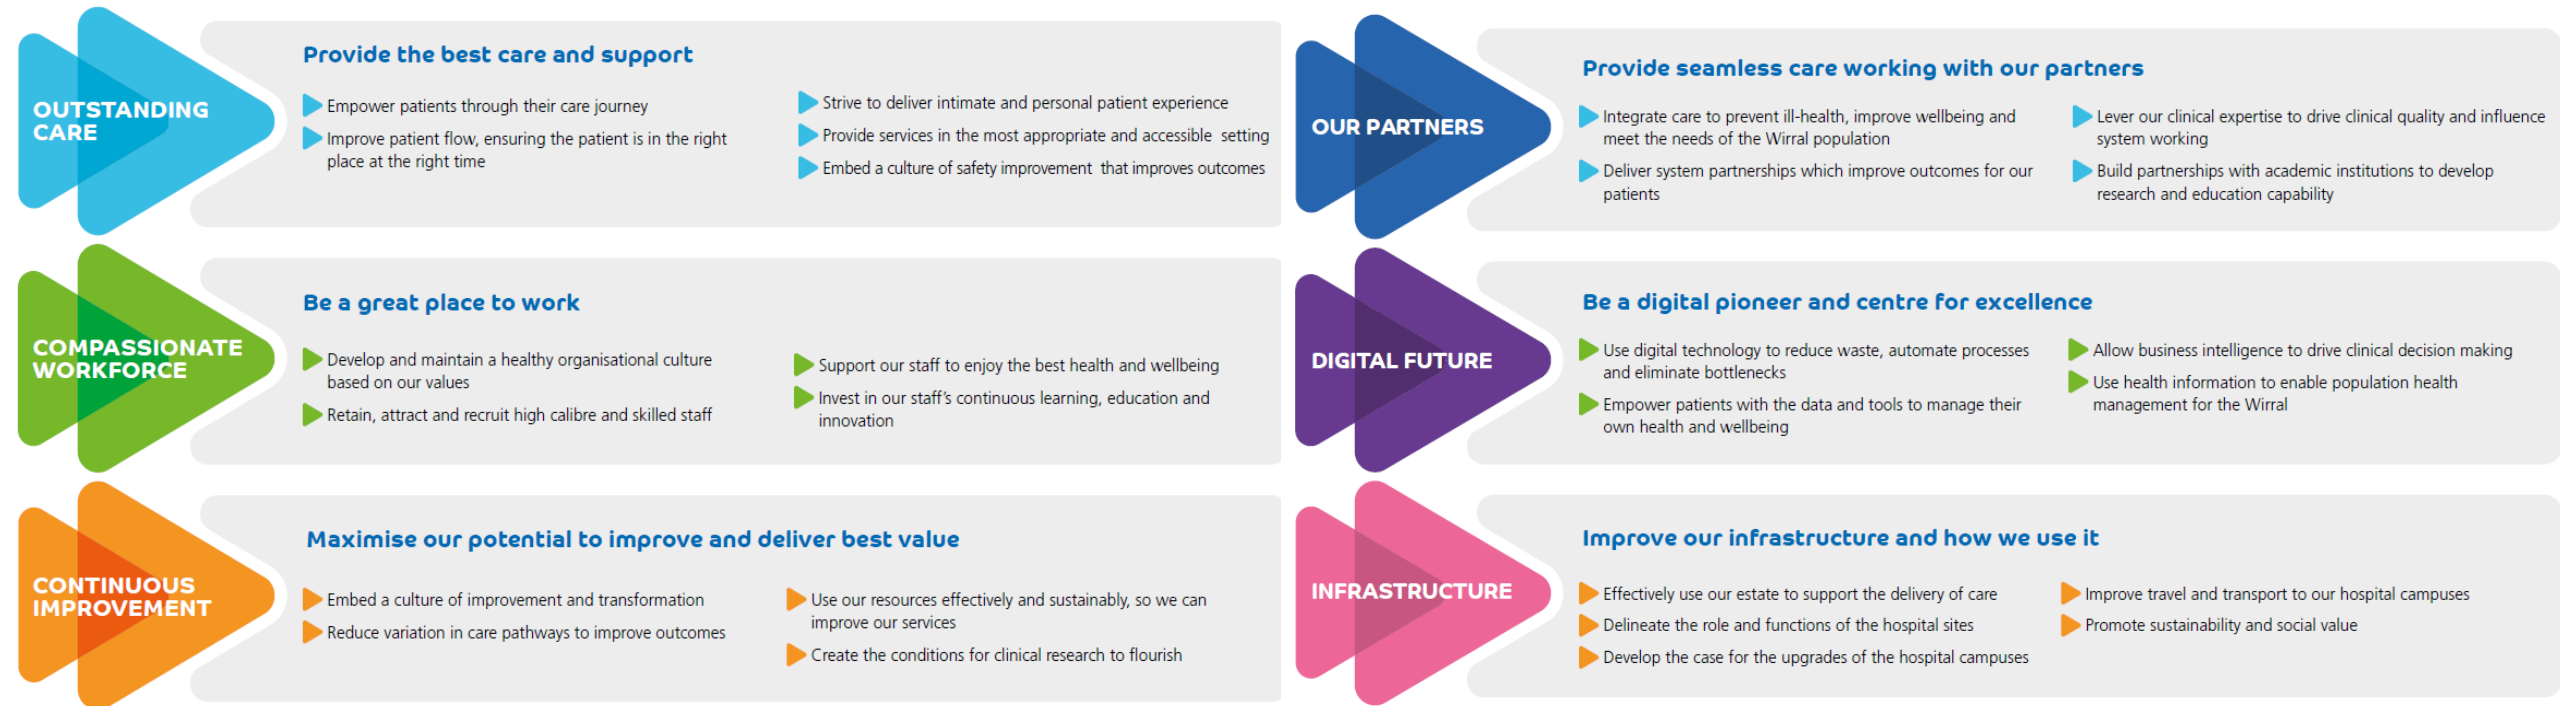 OUTSTANDING
CARE
Provide the best care and support
Empower patients through their care journey
Improve patient flow, ensuring the patient is in the right
place at the right time
Strive to deliver intimate and personal patient experience
Provide services in the most appropriate and accessible setting
Embed a culture of safety improvement that improves outcomes
COMPASSIONATE
WORKFORCE
Be a great place to work
Develop and maintain a healthy organisational culture
based on our values
Retain, attract and recruit high calibre and skilled staff
Support our staff to enjoy the best health and wellbeing
Invest in our staff's continuous learning, education and
innovation
CONTINUOUS
IMPROVEMENT
Maximise our potential to improve and deliver best value
Embed a culture of improvement and transformation
Reduce variation in care pathways to improve outcomes
Use our resources effectively and sustainably, so we can
improve our services
Create the conditions for clinical research to flourish
OUR PARTNERS
Provide seamless care working with our partners
Integrate care to prevent ill-health, improve wellbeing and
meet the needs of the Wirral population
Deliver system partnerships which improve outcomes for our
patients
Lever our clinical expertise to drive clinical quality and influence
system working
Build partnerships with academic institutions to develop
research and education capability
DIGITAL FUTURE
Be a digital pioneer and centre for excellence
Use digital technology to reduce waste, automate processes
and eliminate bottlenecks
Empower patients with the data and tools to manage their
own health and wellbeing
Allow business intelligence to drive clinical decision making
Use health information to enable population health
management for the Wirral
INFRASTRUCTURE
Improve our infrastructure and how we use it
Effectively use our estate to support the delivery of care
Delineate the role and functions of the hospital sites
Develop the case for the upgrades of the hospital campuses
Improve travel and transport to our hospital campuses
Promote sustainability and social value